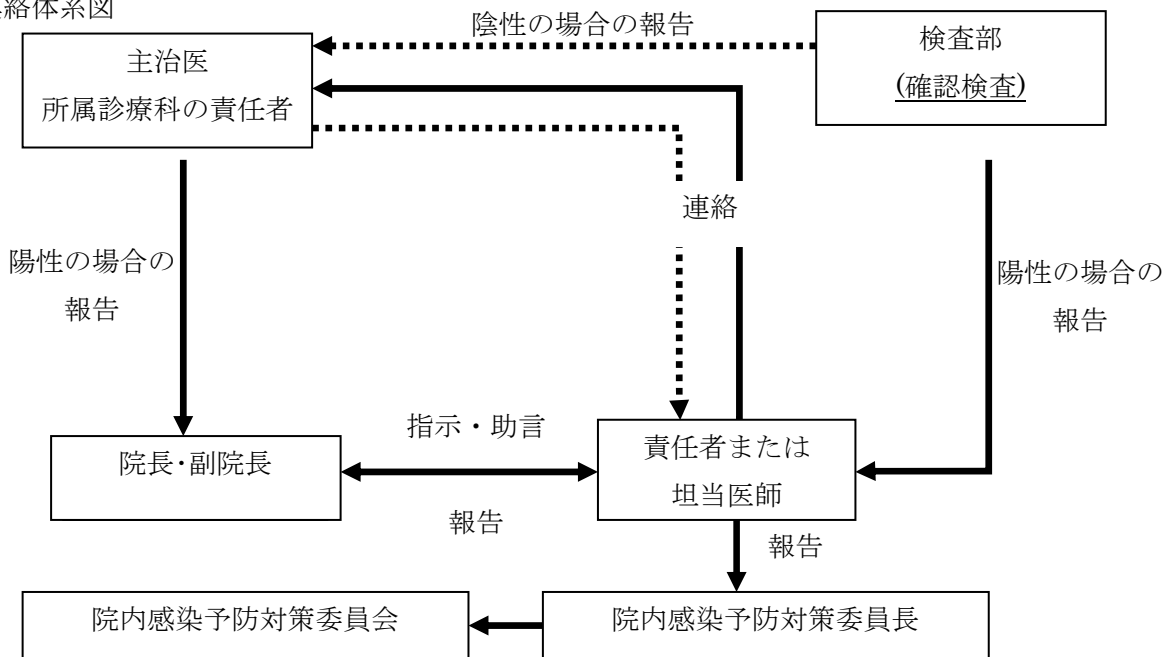 絡体系図
陰性の場合の報告
検査部
(確認検査)
主治医
所属診療科の責任者
連絡
陽性の場合の
報告
陽性の場合の
報告
指示・助言
院長・副院長
責任者または
坦当医師
報告
報告
院内感染予防対策委員会
院内感染予防対策委員長